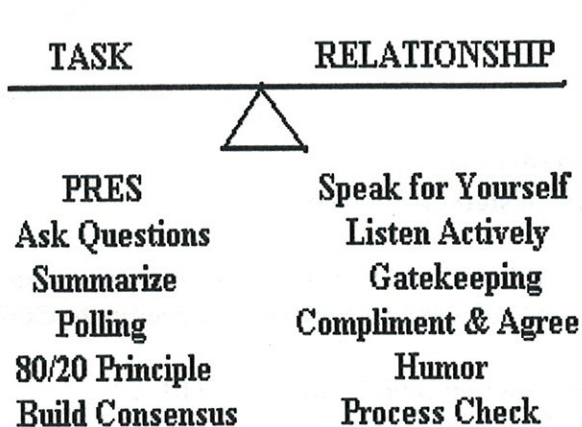 TASK
RELATIONSHIP
PRES
Ask Questions
Summarize
Polling
80/20 Principle
Build Consensus
Speak for Yourself
Listen Actively
Gatekeeping
Compliment & Agree
Humor
Process Check